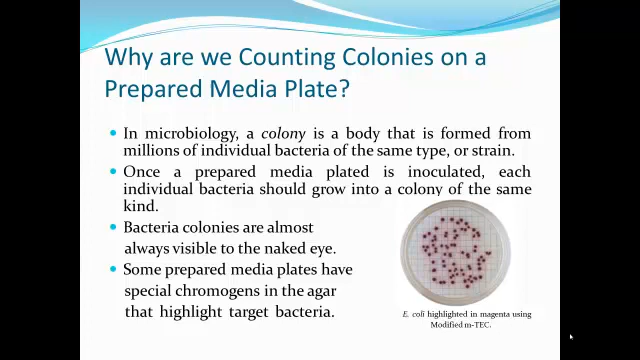 Why are we Counting Colonies on a
Prepared Media Plate?
In microbiology, a colony is a body that is formed from
millions of individual bacteria of the same type, or strain.
Once a prepared media plated is inoculated, each
individual bacteria should grow into a colony of the same
kind.
Bacteria colonies are almost
always visible to the naked eye.
Some prepared media plates have
special chromogens in the agar
that highlight target bacteria.
E. coli highlighted in magenta using
Modified m-TEC.